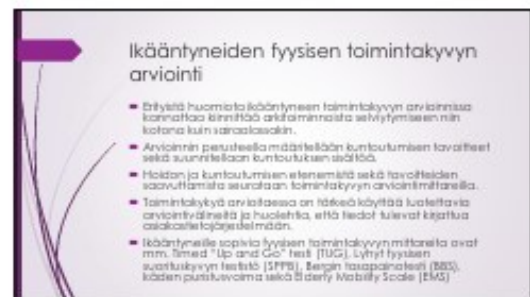 Ikääntyneiden fyysisen toimintakyvyn
arviointi
Erityistä huomiota ikääntyneen toimintakyvyn arvioinnissa
kannattaa kiinnittää arkitoiminnoista selviytymiseen niin
kotona kuin sairaalassakin.
Arvioinnin perusteella määritellään kuntoutumisen tavoitteet
sekä suunnitellaan kuntoutuksen sisältöä.
Hoidon ja kuntoutumisen etenemistä sekä tavoitteiden
saavuttamista seurataan toimintakyvyn arviointimittareilla.
Toimintakykyä arvioitaessa on tärkeä käyttää luotettavia
arviointivälineitä ja huolehtia, että tiedot tulevat kirjattua
asiakastietojärjestelmään.
Ikääntyneille sopivia fyysisen toimintakyvyn mittareita ovat
mm. Timed "Up and Go" testi (TUG), Lyhyt fyysisen
suorituskyvyn testistö (SPPB), Bergin tasapainotesti (BBS),
käden puristusvoima sekä Elderly Mobility Scale (EMS)